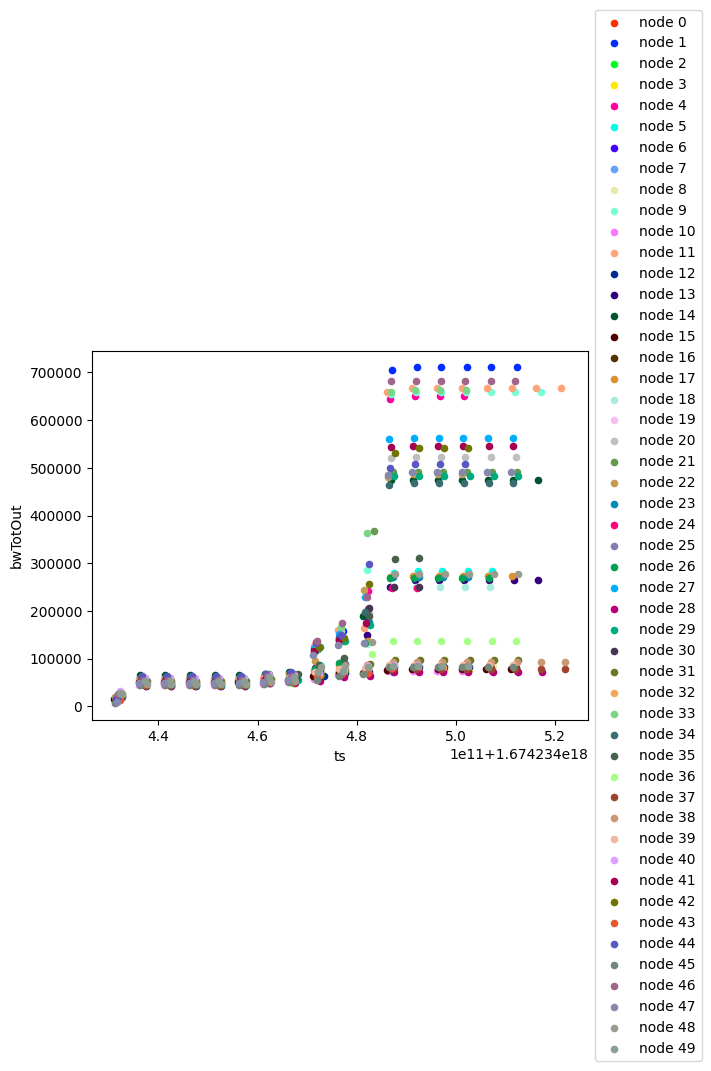 node 0
node 1
node 2
node 3
node 4
node 5
node 6
node 7
node 8
node 9
node 10
node 11
node 12
node 13
node 14
node 15
node 16
node 17
node 18
node 19
node 20
node 21
node 22
node 23
node 24
node 25
node 26
node 27
node 28
node 29
node 30
node 31
node 32
node 33
node 34
node 35
node 36
node 37
node 38
node 39
node 40
node 41
node 42
node 43
node 44
node 45
node 46
node 47
node 48
node 49
bwTotOut
700000
600000
500000
400000
300000
200000
100000
0
4.4 4.6 4.8 5.0 5.2
ts
1e11+1.674234e18